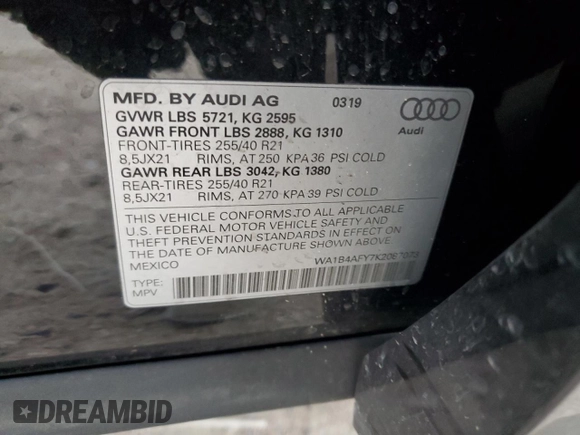 MFD. BY AUDI AG 0319
GVWR LBS 5721, KG 2595
GAWR FRONT LBS 2888, KG 1310
FRONT-TIRES 255/40 R21
8,5JX21 RIMS, AT 250 KPA 36 PSI COLD
GAWR REAR LBS 3042, KG 1380
REAR-TIRES 255/40 R21
8,5JX21 RIMS, AT 270 KPA 39 PSI COLD
Audi
THIS VEHICLE CONFORMS TO ALL APPLICABLE
U.S. FEDERAL MOTOR VEHICLE SAFETY AND
THEFT PREVENTION STANDARDS IN EFFECT ON THE
DATE OF MANUFACTURE SHOWN ABOVE.
MEXICO
TYPE:
MPV
DREAMBID